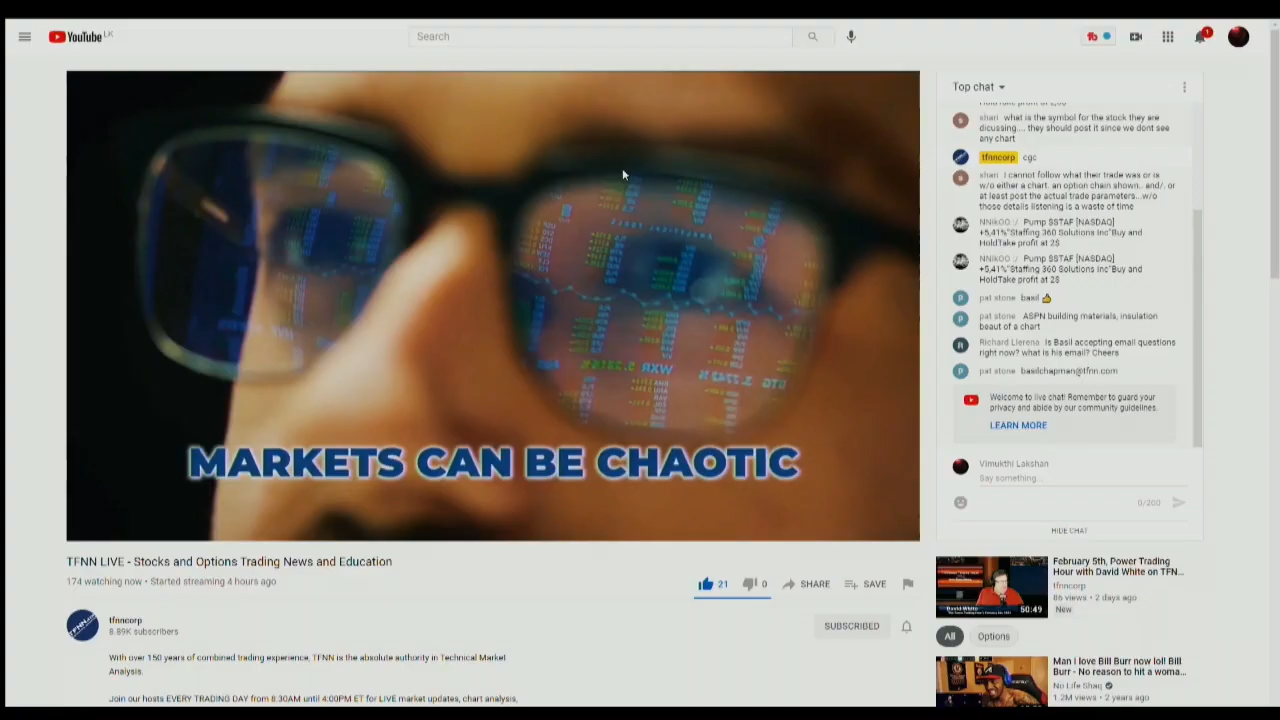 YouTube LK
Search
Top chat
shari what is the symbol for the stock they are
dicussing.... they should post it since we dont see
any chart
tfnncorp cgc
shari I cannot follow what their trade was or is
w/o either a chart. an option chain shown.. and/. or
at least post the actual trade parameters...w/o
those details listening is a waste of time
NNikOO :/ Pump $STAF [NASDAQ]
+5,41%"Staffing 360 Solutions Inc"Buy and
HoldTake profit at 2$
NNikOO :/ Pump $STAF [NASDAQ]
+5,41%"Staffing 360 Solutions Inc"Buy and
HoldTake profit at 2$
pat stone basil 👍
pat stone ASPN building materials, insulation
beaut of a chart
Richard Llerena Is Basil accepting email questions
right now? what is his email? Cheers
pat stone basilchapman@tfnn.com
Welcome to live chat! Remember to guard your
privacy and abide by our community guidelines.
LEARN MORE
Vimukthi Lakshan
Say something...
0/200
HIDE CHAT
MARKETS CAN BE CHAOTIC
TFNN LIVE - Stocks and Options Trading News and Education
174 watching now • Started streaming 4 hours ago
21 0 SHARE SAVE
tfnncorp
8.89K subscribers
SUBSCRIBED
With over 150 years of combined trading experience, TFNN is the absolute authority in Technical Market
Analysis.
Join our hosts EVERY TRADING DAY from 8:30AM until 4:00PM ET for LIVE market updates, chart analysis,
February 5th, Power Trading
Hour with David White on TFN...
tfnncorp
86 views • 2 days ago
New
David White
50:49
All Options
Man i love Bill Burr now lol! Bill
Burr - No reason to hit a woma...
No Life Shaq
1.2M views • 2 years ago